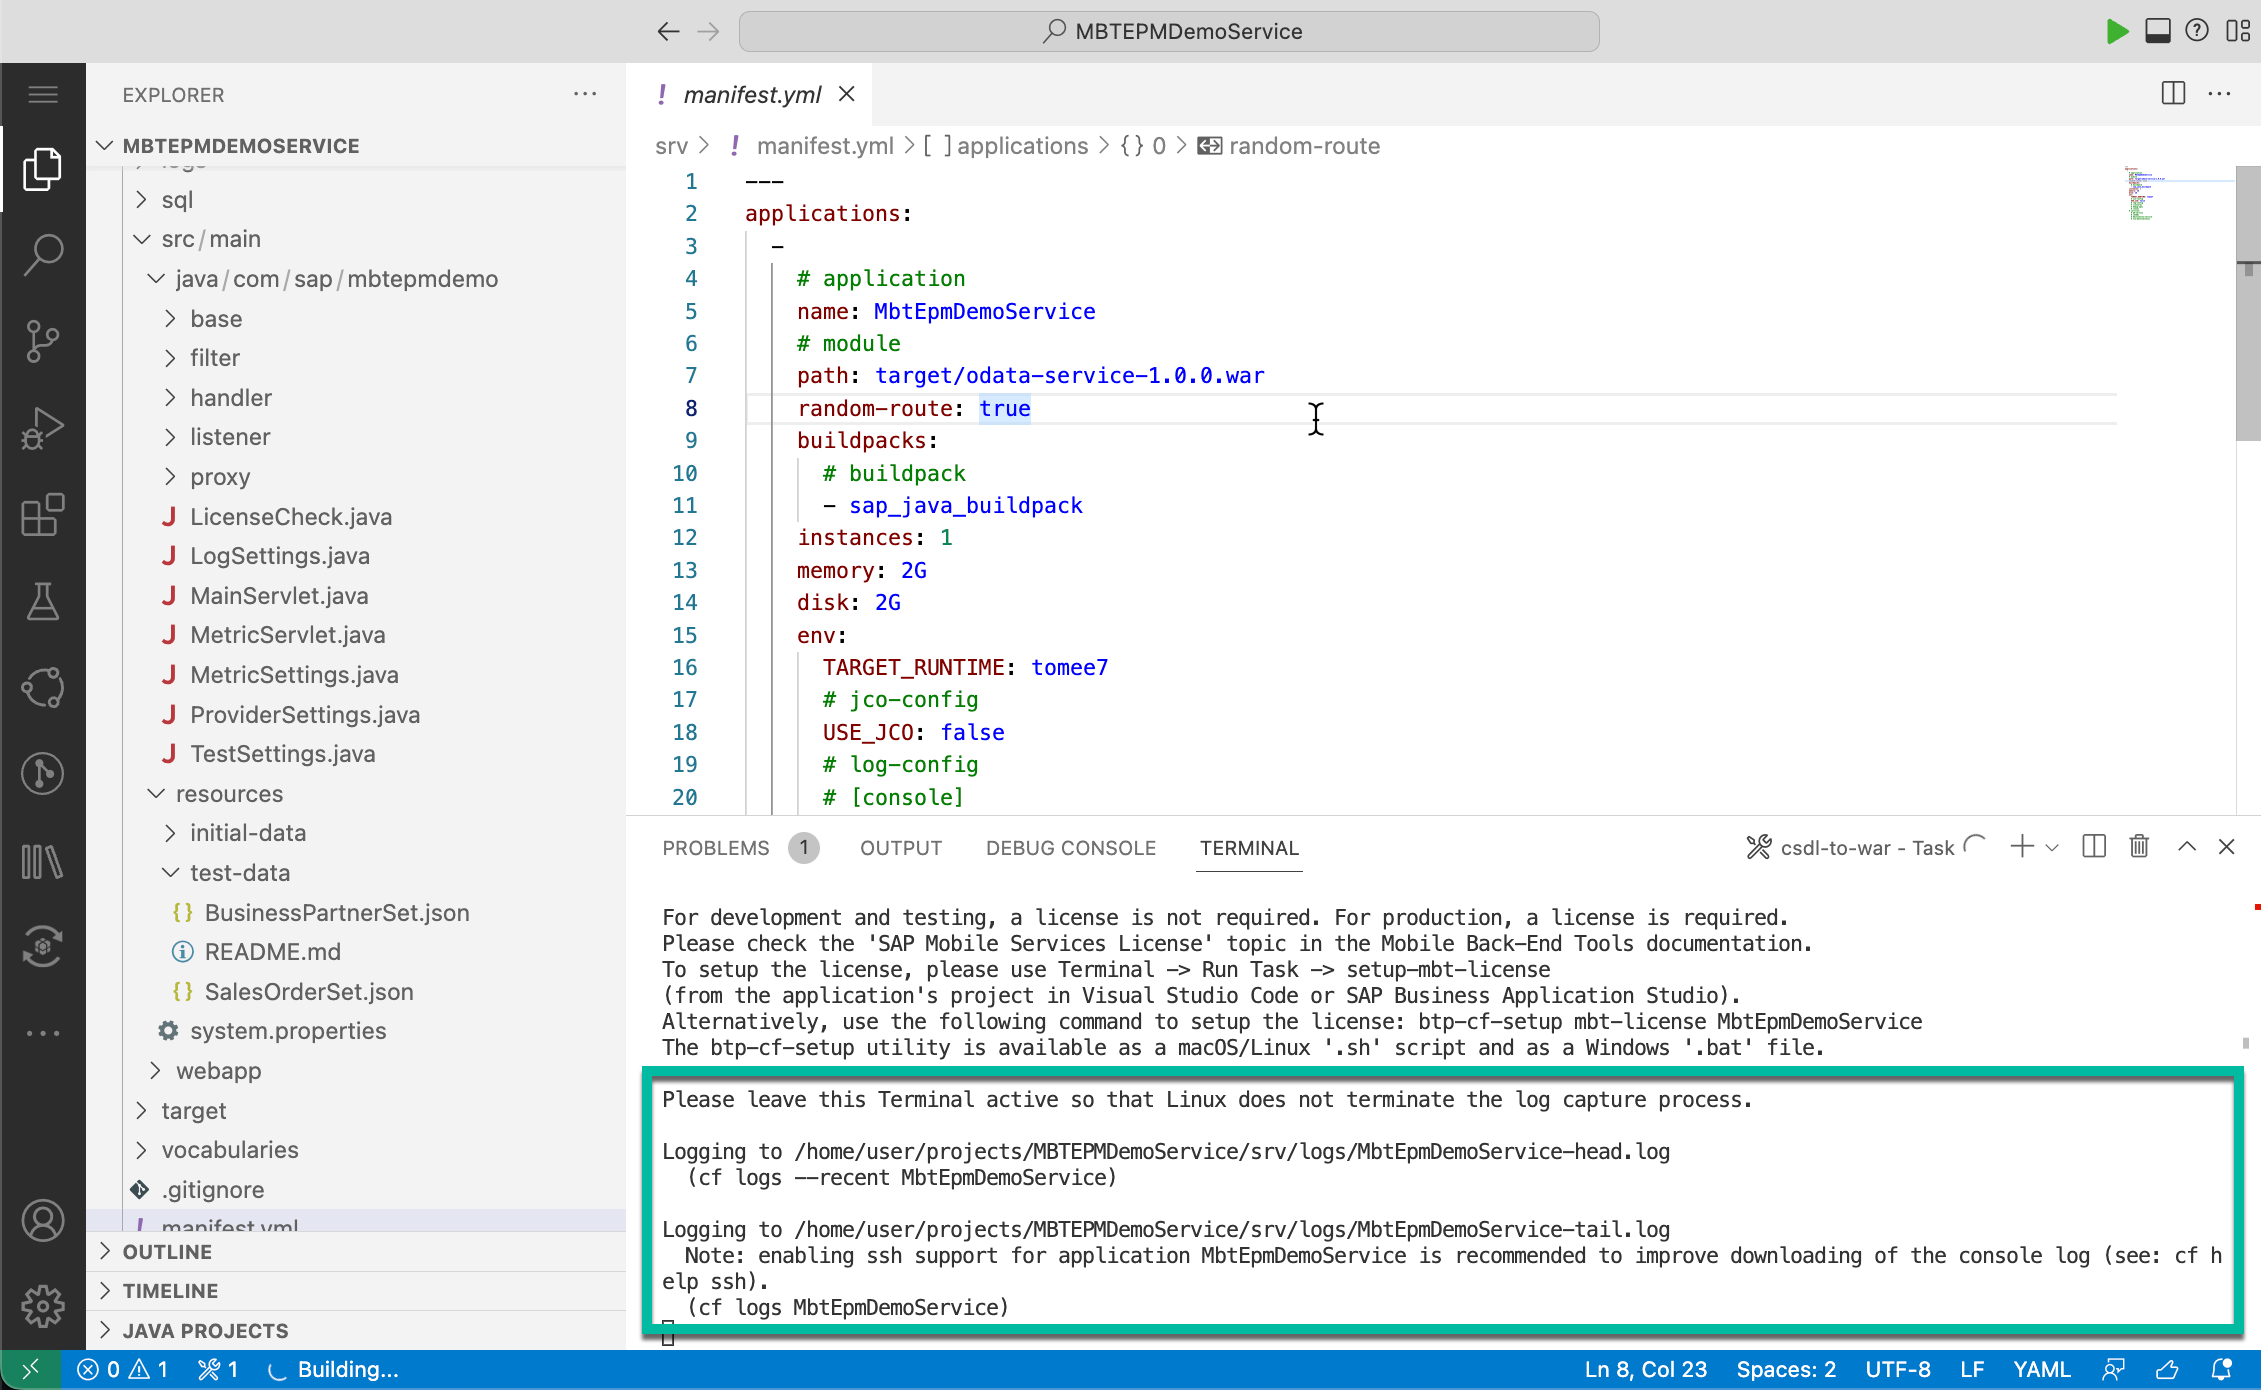 MBTEPMDemoService
EXPLORER
MBTEPMDEMOSERVICE
logs
sql
src/main
java/com/sap/mbtepmdemo
base
filter
handler
listener
proxy
J LicenseCheck.java
J LogSettings.java
J MainServlet.java
J MetricServlet.java
J MetricSettings.java
J ProviderSettings.java
J TestSettings.java
resources
initial-data
test-data
{} BusinessPartnerSet.json
README.md
{} SalesOrderSet.json
system.properties
webapp
target
vocabularies
.gitignore
! manifest.yml
OUTLINE
TIMELINE
JAVA PROJECTS
! manifest.yml
srv > ! manifest.yml > [ ] applications > {} 0 > random-route
1 ---
2 applications:
3 -
4 # application
5 name: MbtEpmDemoService
6 # module
7 path: target/odata-service-1.0.0.war
8 random-route: true
9 buildpacks:
10 # buildpack
11 - sap_java_buildpack
12 instances: 1
13 memory: 2G
14 disk: 2G
15 env:
16 TARGET_RUNTIME: tomee7
17 # jco-config
18 USE_JCO: false
19 # log-config
20 # [console]
PROBLEMS 1 OUTPUT DEBUG CONSOLE TERMINAL csdl-to-war - Task
For development and testing, a license is not required. For production, a license is required.
Please check the 'SAP Mobile Services License' topic in the Mobile Back-End Tools documentation.
To setup the license, please use Terminal -> Run Task -> setup-mbt-license
(from the application's project in Visual Studio Code or SAP Business Application Studio).
Alternatively, use the following command to setup the license: btp-cf-setup mbt-license MbtEpmDemoService
The btp-cf-setup utility is available as a macOS/Linux '.sh' script and as a Windows '.bat' file.
Please leave this Terminal active so that Linux does not terminate the log capture process.
Logging to /home/user/projects/MBTEPMDemoService/srv/logs/MbtEpmDemoService-head.log
(cf logs --recent MbtEpmDemoService)
Logging to /home/user/projects/MBTEPMDemoService/srv/logs/MbtEpmDemoService-tail.log
Note: enabling ssh support for application MbtEpmDemoService is recommended to improve downloading of the console log (see: cf h
elp ssh).
(cf logs MbtEpmDemoService)
0 1 1 Building... Ln 8, Col 23 Spaces: 2 UTF-8 LF YAML